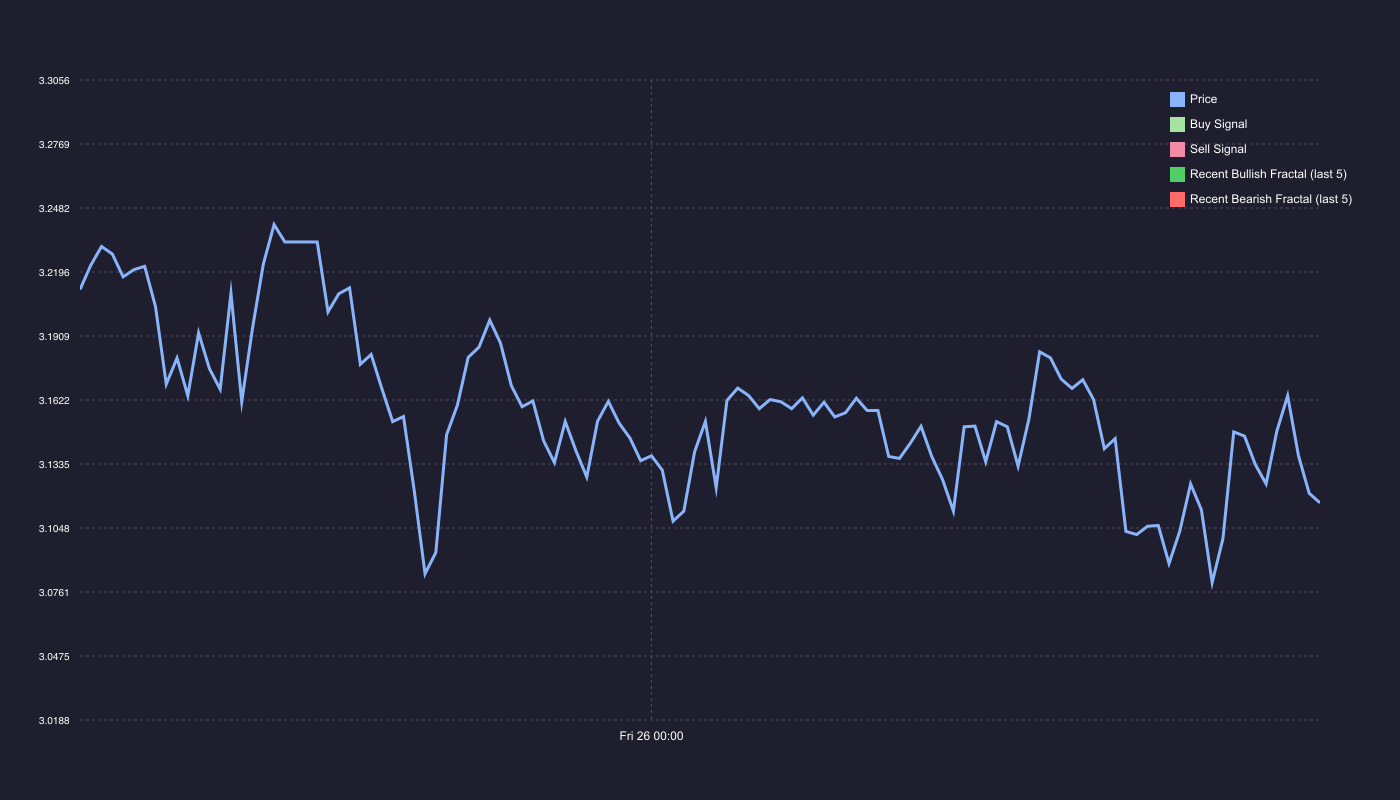 3.3056
3.2769
3.2482
3.2196
3.1909
3.1622
3.1335
3.1048
3.0761
3.0475
3.0188
Fri 26 00:00
Price
Buy Signal
Sell Signal
Recent Bullish Fractal (last 5)
Recent Bearish Fractal (last 5)